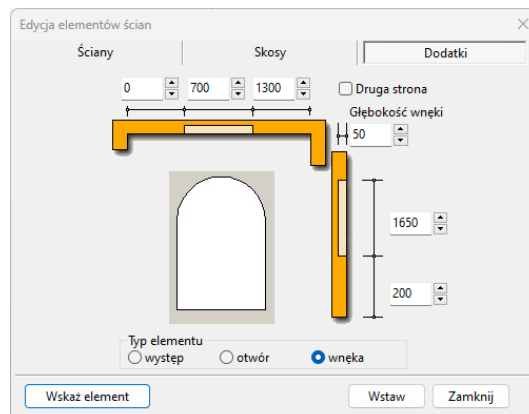 Edycja elementów ścian
Ściany
Skosy
Dodatki
0
700
1300
Druga strona
Głębokość wnęki
50
1650
200
Typ elementu
występ
otwór
wnęka
Wskaż element
Wstaw
Zamknij